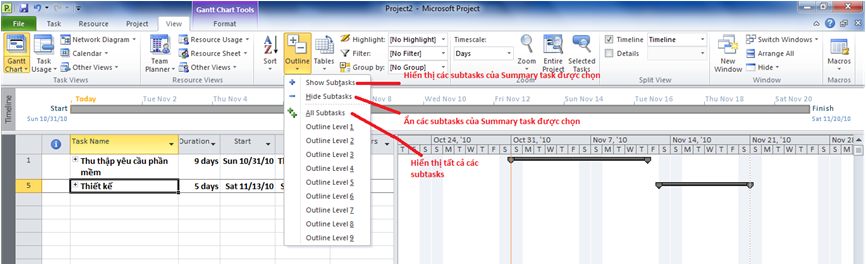 Gantt Chart Tools
Project2 - Microsoft Project
File Task Resource Project View Format
Gantt Chart
Task Usage
Network Diagram
Calendar
Other Views
Task Views
Team Planner
Resource Usage
Resource Sheet
Other Views
Resource Views
Sort
Outline
Tables
Highlight: [No Highlight]
Filter: [No Filter]
Group by: [No Group]
Timescale:
Days
Zoom
Entire Project
Selected Tasks
Zoom
Timeline Timeline
Details
Split View
New Window
Switch Windows
Arrange All
Hide
Window
Macros
Macros
Show Subtasks
Hide Subtasks
All Subtasks
Outline Level 1
Outline Level 2
Outline Level 3
Outline Level 4
Outline Level 5
Outline Level 6
Outline Level 7
Outline Level 8
Outline Level 9
Hiển thị các subtasks của Summary task được chọn
Ẩn các subtasks của Summary task được chọn
Hiển thị tất cả các
subtasks
Timeline
Today
Tue Nov 2 Thu Nov 4 Nov 8 Wed Nov 10 Fri Nov 12 Sun Nov 14 Tue Nov 16 Thu Nov 18 Sat Nov 20
Start
Sun 10/31/10
Finish
Sat 11/20/10
Task Name Duration Start
Oct 24, '10 Oct 31, '10 Nov 7, '10 Nov 14, '10 Nov 21, '10 Nov 28
1 Thu thập yêu cầu phần 9 days Sun 10/31/10
mềm
5 Thiết kế 5 days Sat 11/13/10